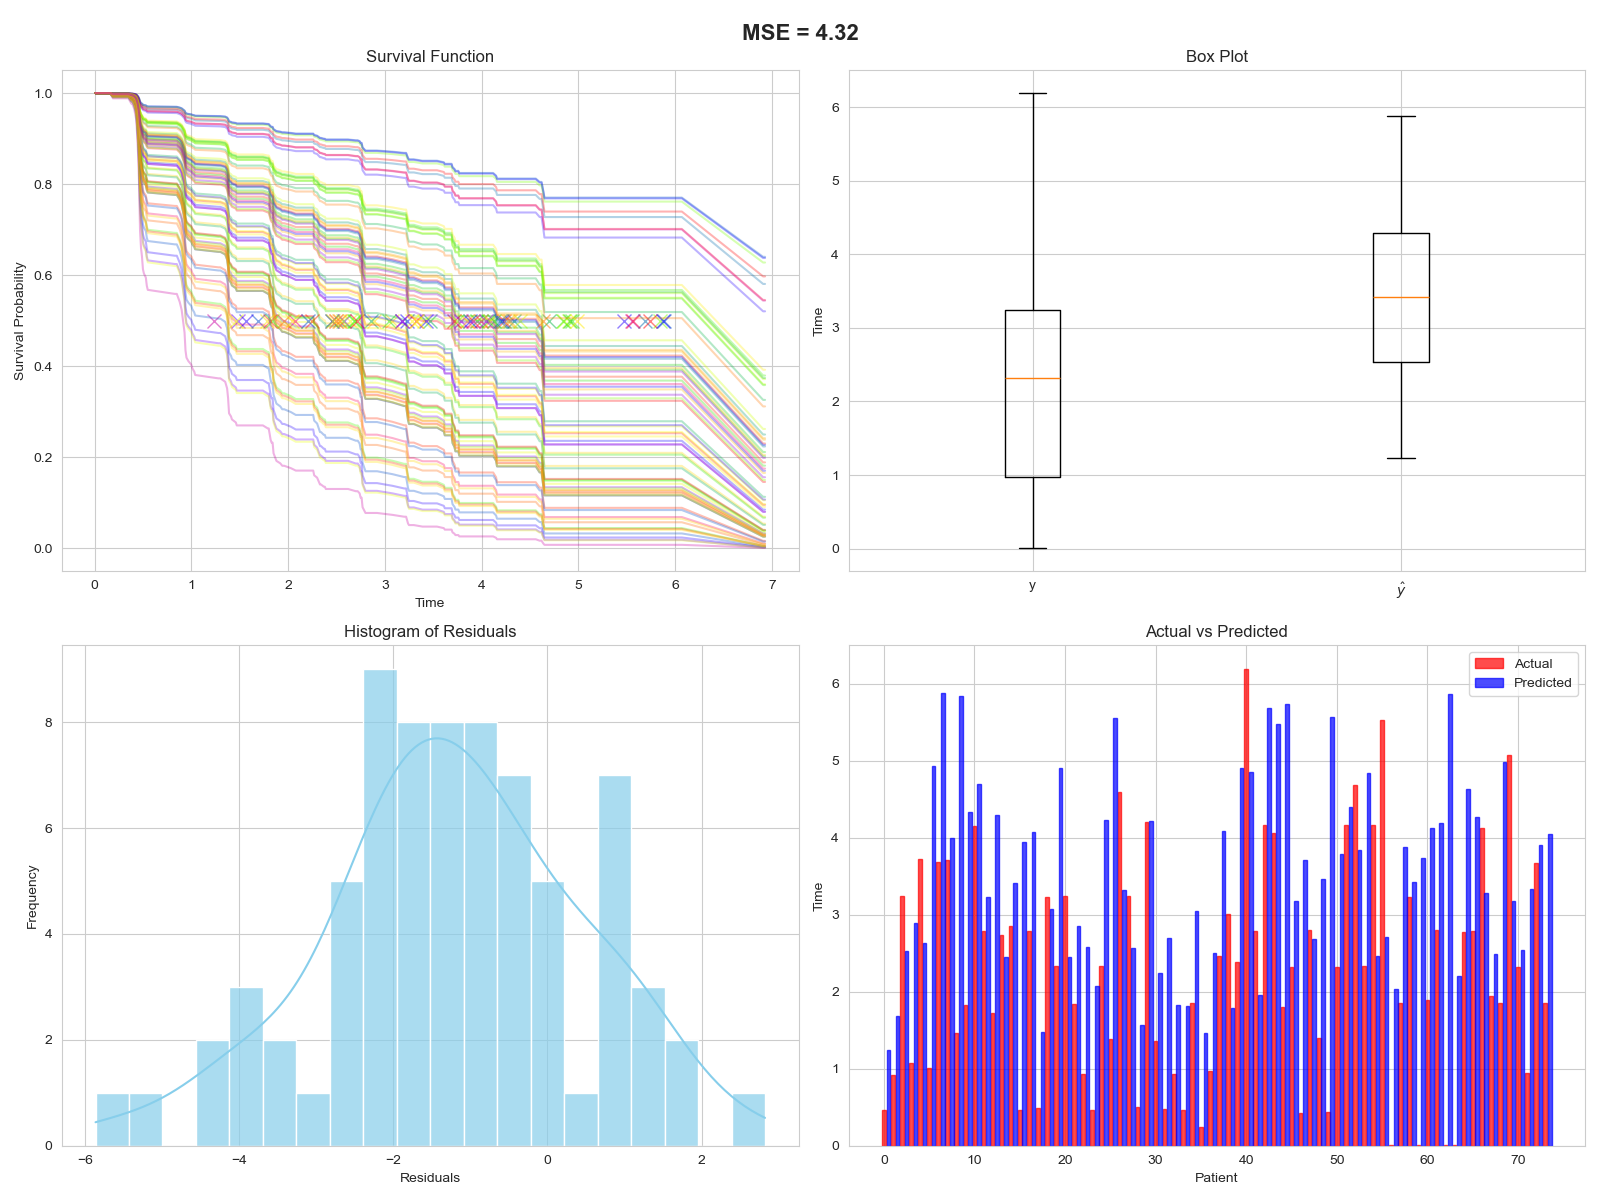 MSE = 4.32
Survival Function
Survival Probability
1.0
0.8
0.6
0.4
0.2
0.0
0 1 2 3 4 5 6 7
Time
Box Plot
Time
6
5
4
3
2
1
0
y ŷ
Histogram of Residuals
Frequency
8
6
4
2
0
−6 −4 −2 0 2
Residuals
Actual vs Predicted
Actual
Predicted
Time
6
5
4
3
2
1
0
0 10 20 30 40 50 60 70
Patient